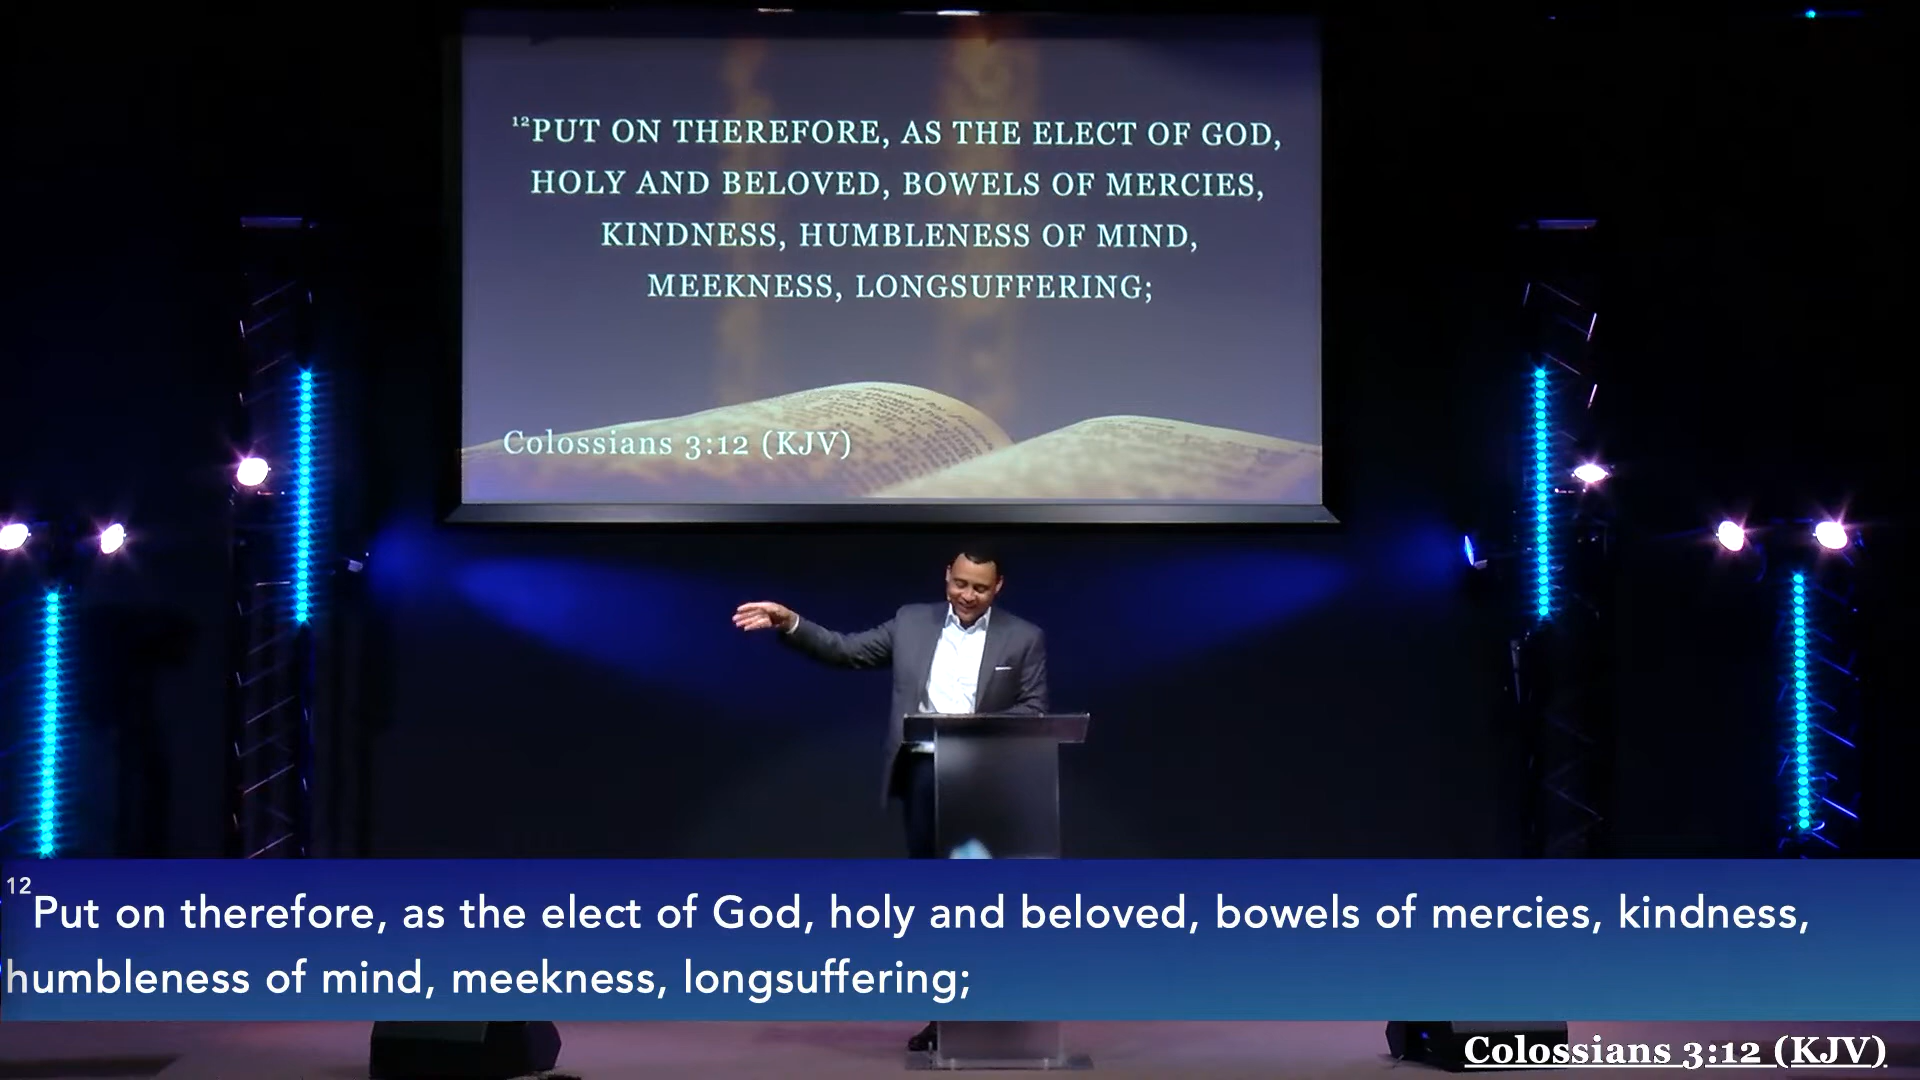 ¹²PUT ON THEREFORE, AS THE ELECT OF GOD,
HOLY AND BELOVED, BOWELS OF MERCIES,
KINDNESS, HUMBLENESS OF MIND,
MEEKNESS, LONGSUFFERING;
Colossians 3:12 (KJV)
¹²Put on therefore, as the elect of God, holy and beloved, bowels of mercies, kindness,
humbleness of mind, meekness, longsuffering;
Colossians 3:12 (KJV)